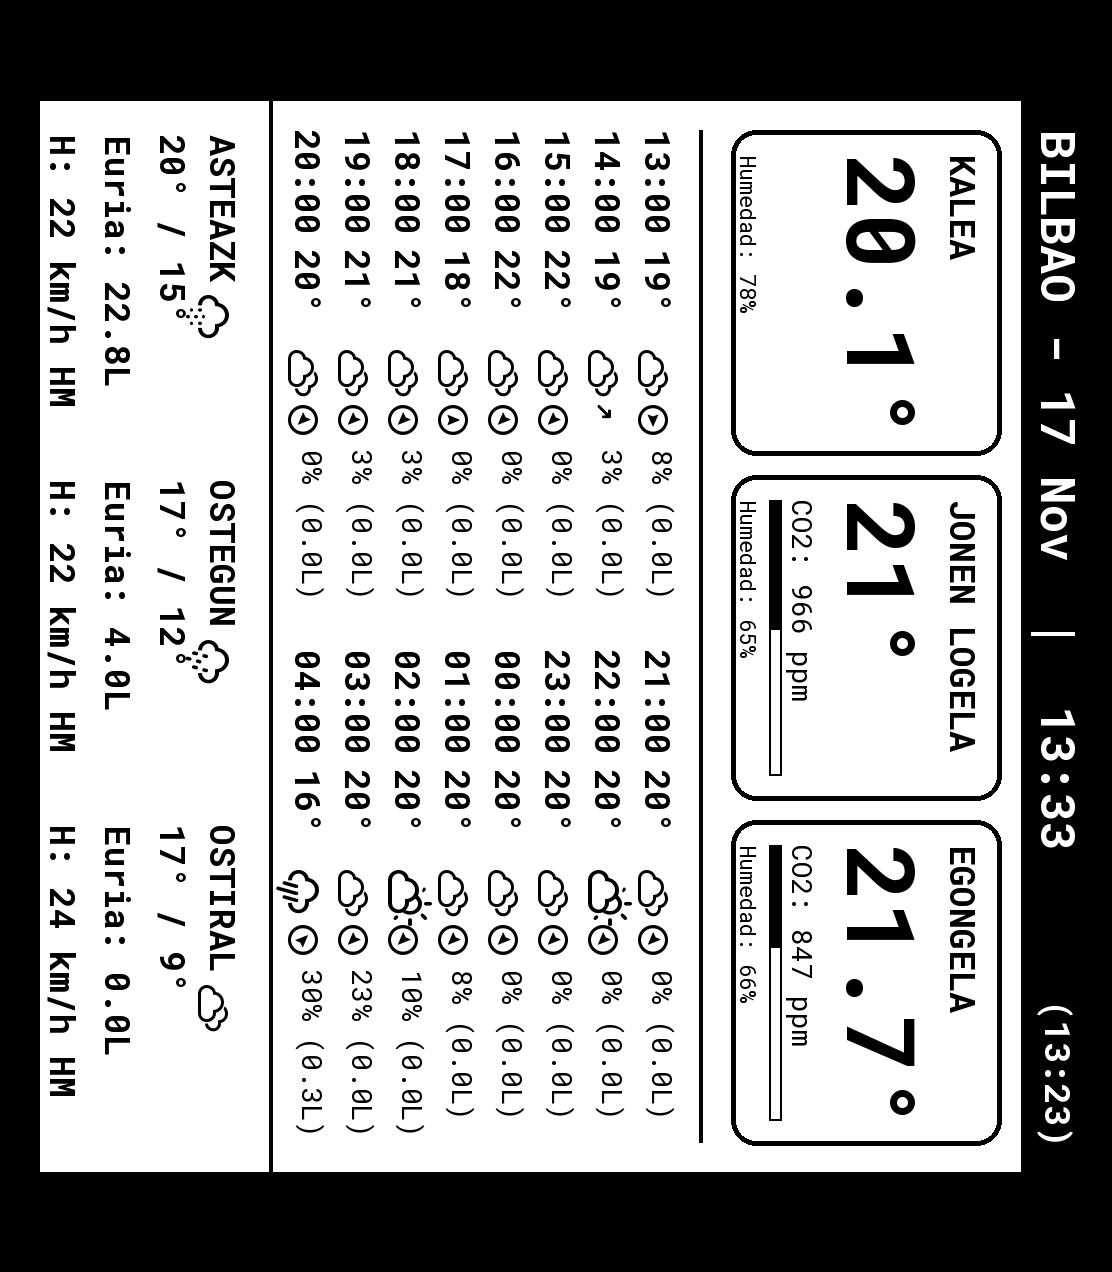 BILBAO - 17 Nov | 13:33 (13:23)
KALEA
20.1°
Humedad: 78%
JONEN LOGELA
21°
CO2: 966 ppm
Humedad: 65%
EGONGELA
21.7°
CO2: 847 ppm
Humedad: 66%
13:00 19° 8% (0.0L)
14:00 19° ↗ 3% (0.0L)
15:00 22° 0% (0.0L)
16:00 22° 0% (0.0L)
17:00 18° 0% (0.0L)
18:00 21° 3% (0.0L)
19:00 21° 3% (0.0L)
20:00 20° 0% (0.0L)
21:00 20° 0% (0.0L)
22:00 20° 0% (0.0L)
23:00 20° 0% (0.0L)
00:00 20° 0% (0.0L)
01:00 20° 8% (0.0L)
02:00 20° 10% (0.0L)
03:00 20° 23% (0.0L)
04:00 16° 30% (0.3L)
ASTEAZK
20° / 15°
Euria: 22.8L
H: 22 km/h HM
OSTEGUN
17° / 12°
Euria: 4.0L
H: 22 km/h HM
OSTIRAL
17° / 9°
Euria: 0.0L
H: 24 km/h HM